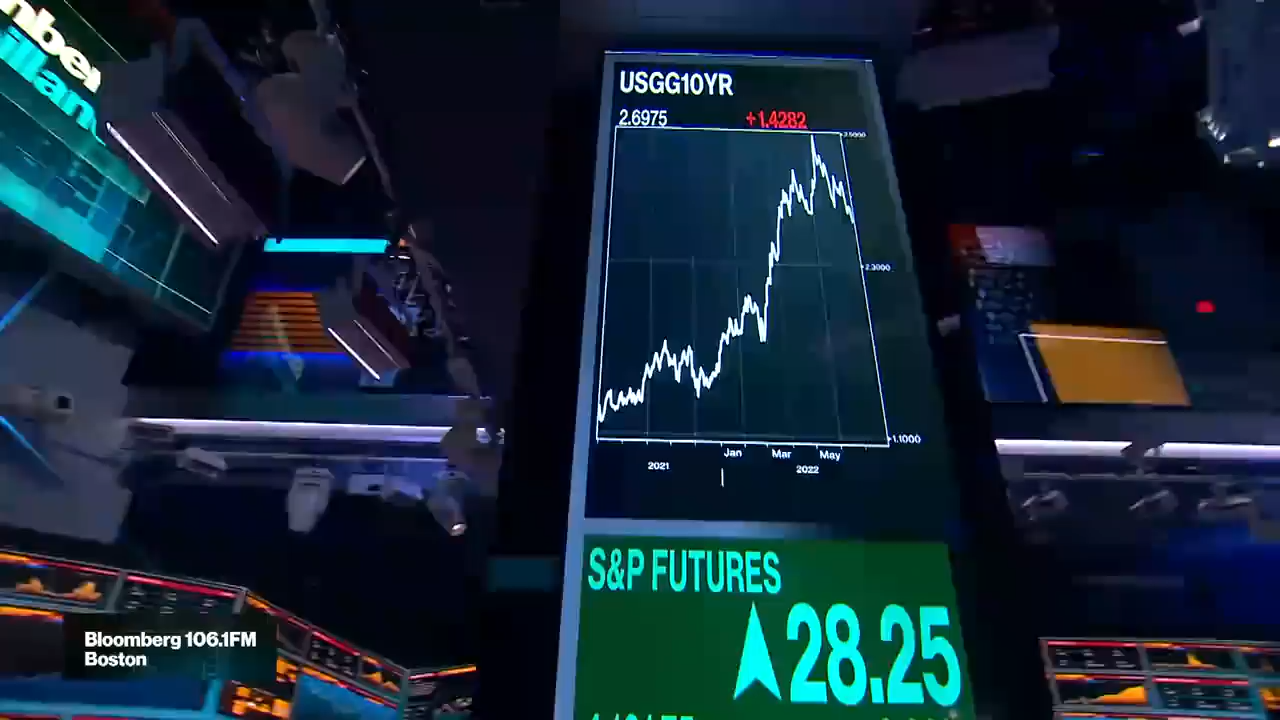 USGG10YR
2.6975 +1.4282
2.3000
1.1000
Jan Mar May
2021 2022
S&P FUTURES
28.25
Bloomberg 106.1FM
Boston